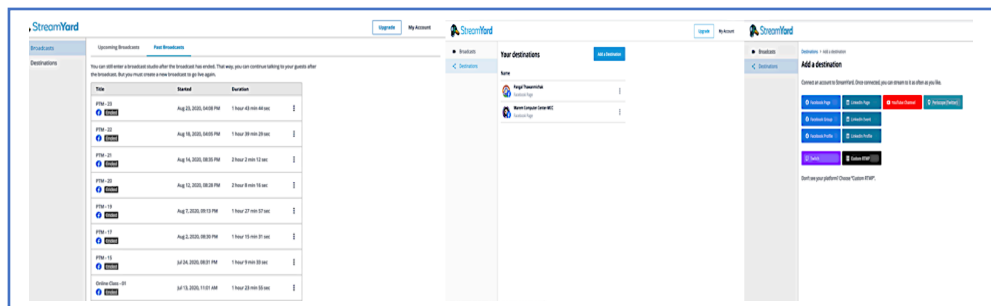 StreamYard
Upgrade My Account
Broadcasts
Destinations
Upcoming Broadcasts Past Broadcasts
You can still enter a broadcast studio after the broadcast has ended. That way, you can continue talking to your guests after
the broadcast. But you must create a new broadcast to go live again.
Title Started Duration
PTM - 23
Ended
Aug 23, 2020, 04:08 PM 1 hour 43 min 44 sec
PTM - 22
Ended
Aug 18, 2020, 04:05 PM 1 hour 39 min 29 sec
PTM - 21
Ended
Aug 14, 2020, 08:35 PM 2 hour 2 min 13 sec
PTM - 20
Ended
Aug 12, 2020, 08:28 PM 2 hour 8 min 16 sec
PTM - 19
Ended
Aug 7, 2020, 09:13 PM 1 hour 27 min 57 sec
PTM - 17
Ended
Aug 2, 2020, 08:30 PM 1 hour 15 min 31 sec
PTM - 15
Ended
Jul 24, 2020, 08:31 PM 1 hour 9 min 33 sec
Online Class - 01
Ended
Jul 13, 2020, 11:01 AM 1 hour 23 min 53 sec
StreamYard
Upgrade My Account
Broadcasts
Destinations
Your destinations
Add a destination
Name
Facebook Page
Computer Center-MCC
Facebook Page
StreamYard
Broadcasts
Destinations
Destinations > Add a destination
Add a destination
Connect an account to StreamYard. Once connected, you can stream to it as often as you like.
Facebook Page LinkedIn Page YouTube Channel Periscope (Twitter)
Facebook Group LinkedIn Event
Facebook Profile LinkedIn Profile
Twitch Custom RTMP
Don't see your platform? Choose "Custom RTMP".